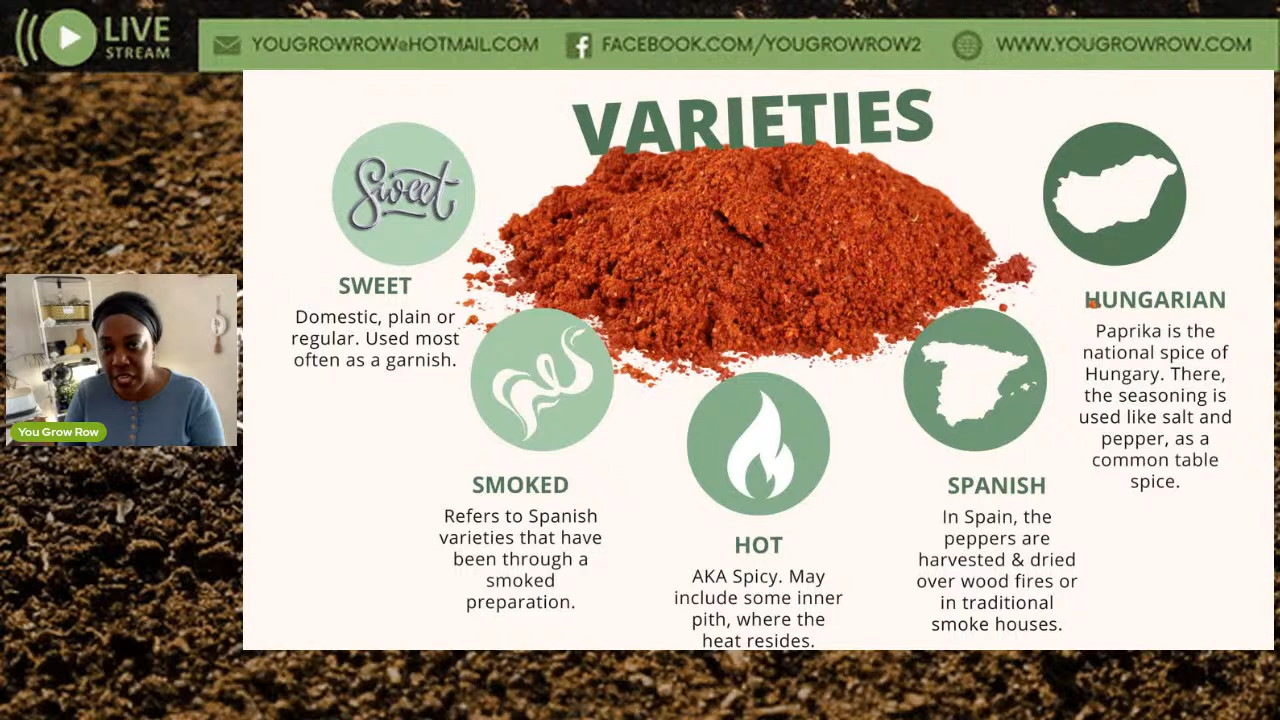 LIVE
STREAM
YOUGROWROW@HOTMAIL.COM
FACEBOOK.COM/YOUGROWROW2
WWW.YOUGROWROW.COM
VARIETIES
Sweet
SWEET
Domestic, plain or
regular. Used most
often as a garnish.
SMOKED
Refers to Spanish
varieties that have
been through a
smoked
preparation.
HOT
AKA Spicy. May
include some inner
pith, where the
heat resides.
SPANISH
In Spain, the
peppers are
harvested & dried
over wood fires or
in traditional
smoke houses.
HUNGARIAN
Paprika is the
national spice of
Hungary. There,
the seasoning is
used like salt and
pepper, as a
common table
spice.
You Grow Row